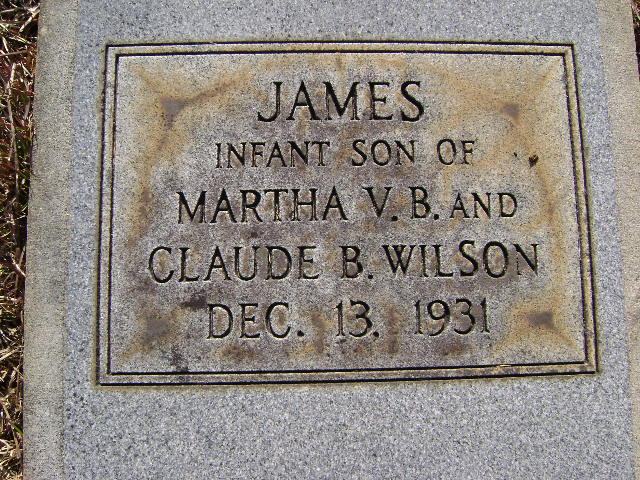 JAMES
INFANT SON OF
MARTHA V. B. AND
CLAUDE B. WILSON
DEC. 13. 1931